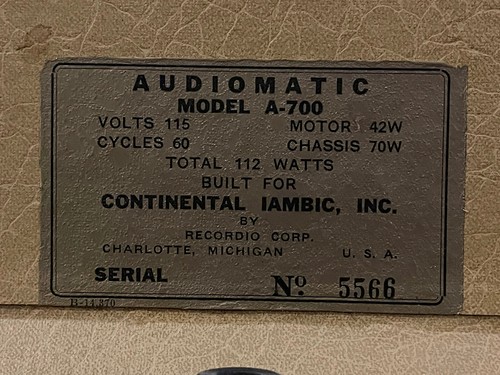 AUDIOMATIC
MODEL A-700
VOLTS 115 MOTOR 42W
CYCLES 60 CHASSIS 70W
TOTAL 112 WATTS
BUILT FOR
CONTINENTAL IAMBIC, INC.
BY
RECORDIO CORP.
CHARLOTTE, MICHIGAN U. S. A.
SERIAL Nº 5566